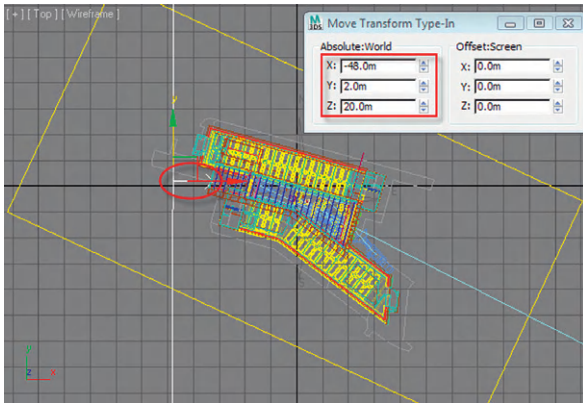 [+] [Top] [Wireframe]
3DS Move Transform Type-In
Absolute:World
X: -48.0m
Y: 2.0m
Z: 20.0m
Offset:Screen
X: 0.0m
Y: 0.0m
Z: 0.0m
y
y
z
x